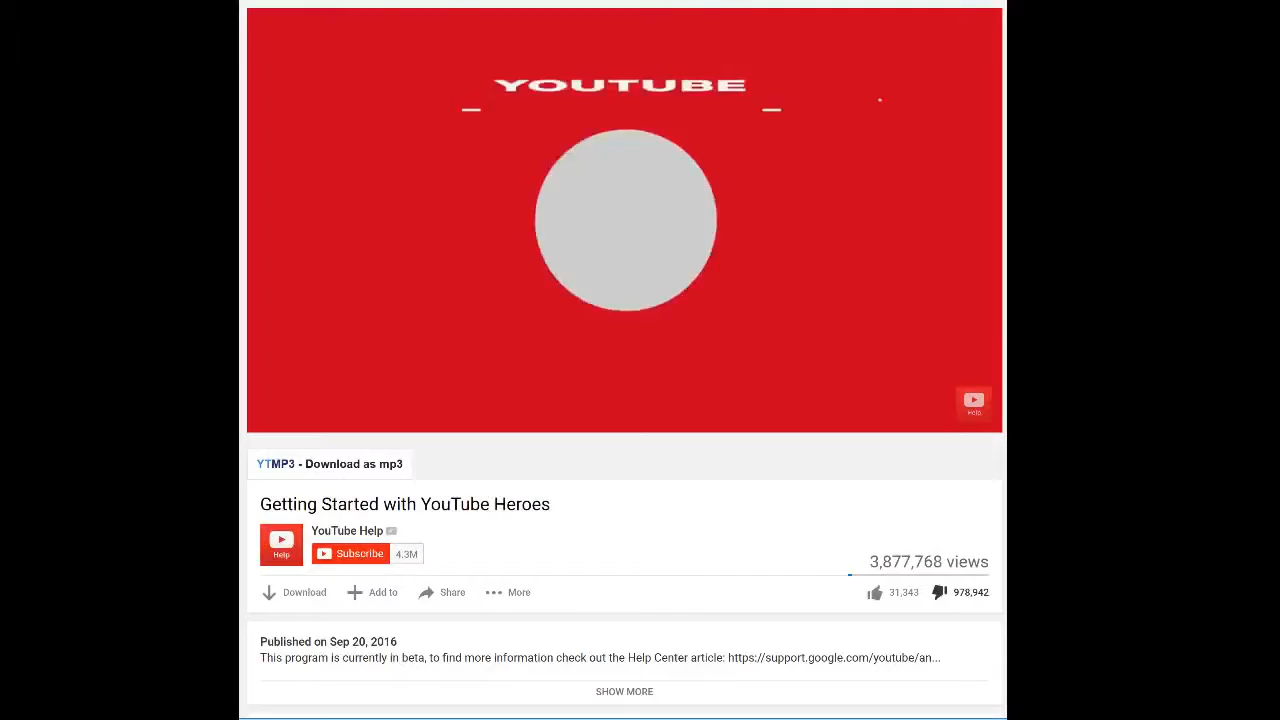 YOUTUBE
Help
YTMP3 - Download as mp3
Getting Started with YouTube Heroes
Help
YouTube Help
Subscribe 4.3M
3,877,768 views
Download Add to Share More 31,343 978,942
Published on Sep 20, 2016
This program is currently in beta, to find more information check out the Help Center article: https://support.google.com/youtube/an...
SHOW MORE